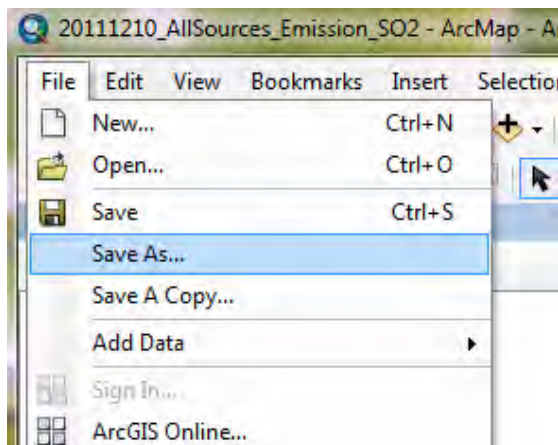 20111210_AllSources_Emission_SO2 - ArcMap - A
File Edit View Bookmarks Insert Selection
New... Ctrl+N
Open... Ctrl+O
Save Ctrl+S
Save As...
Save A Copy...
Add Data
Sign In...
ArcGIS Online...